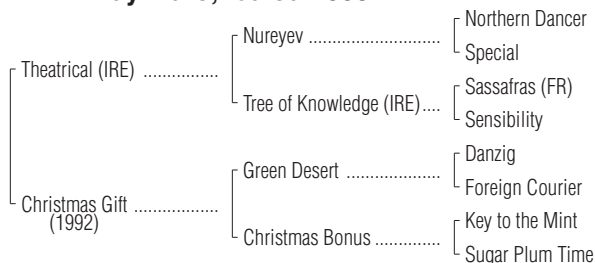 Northern Dancer
Nureyev ..............................
Special
Theatrical (IRE) .................
Sassafras (FR)
Tree of Knowledge (IRE)....
Sensibility
Danzig
Green Desert ......................
Foreign Courier
Christmas Gift ...................
(1992)
Key to the Mint
Christmas Bonus ..................
Sugar Plum Time